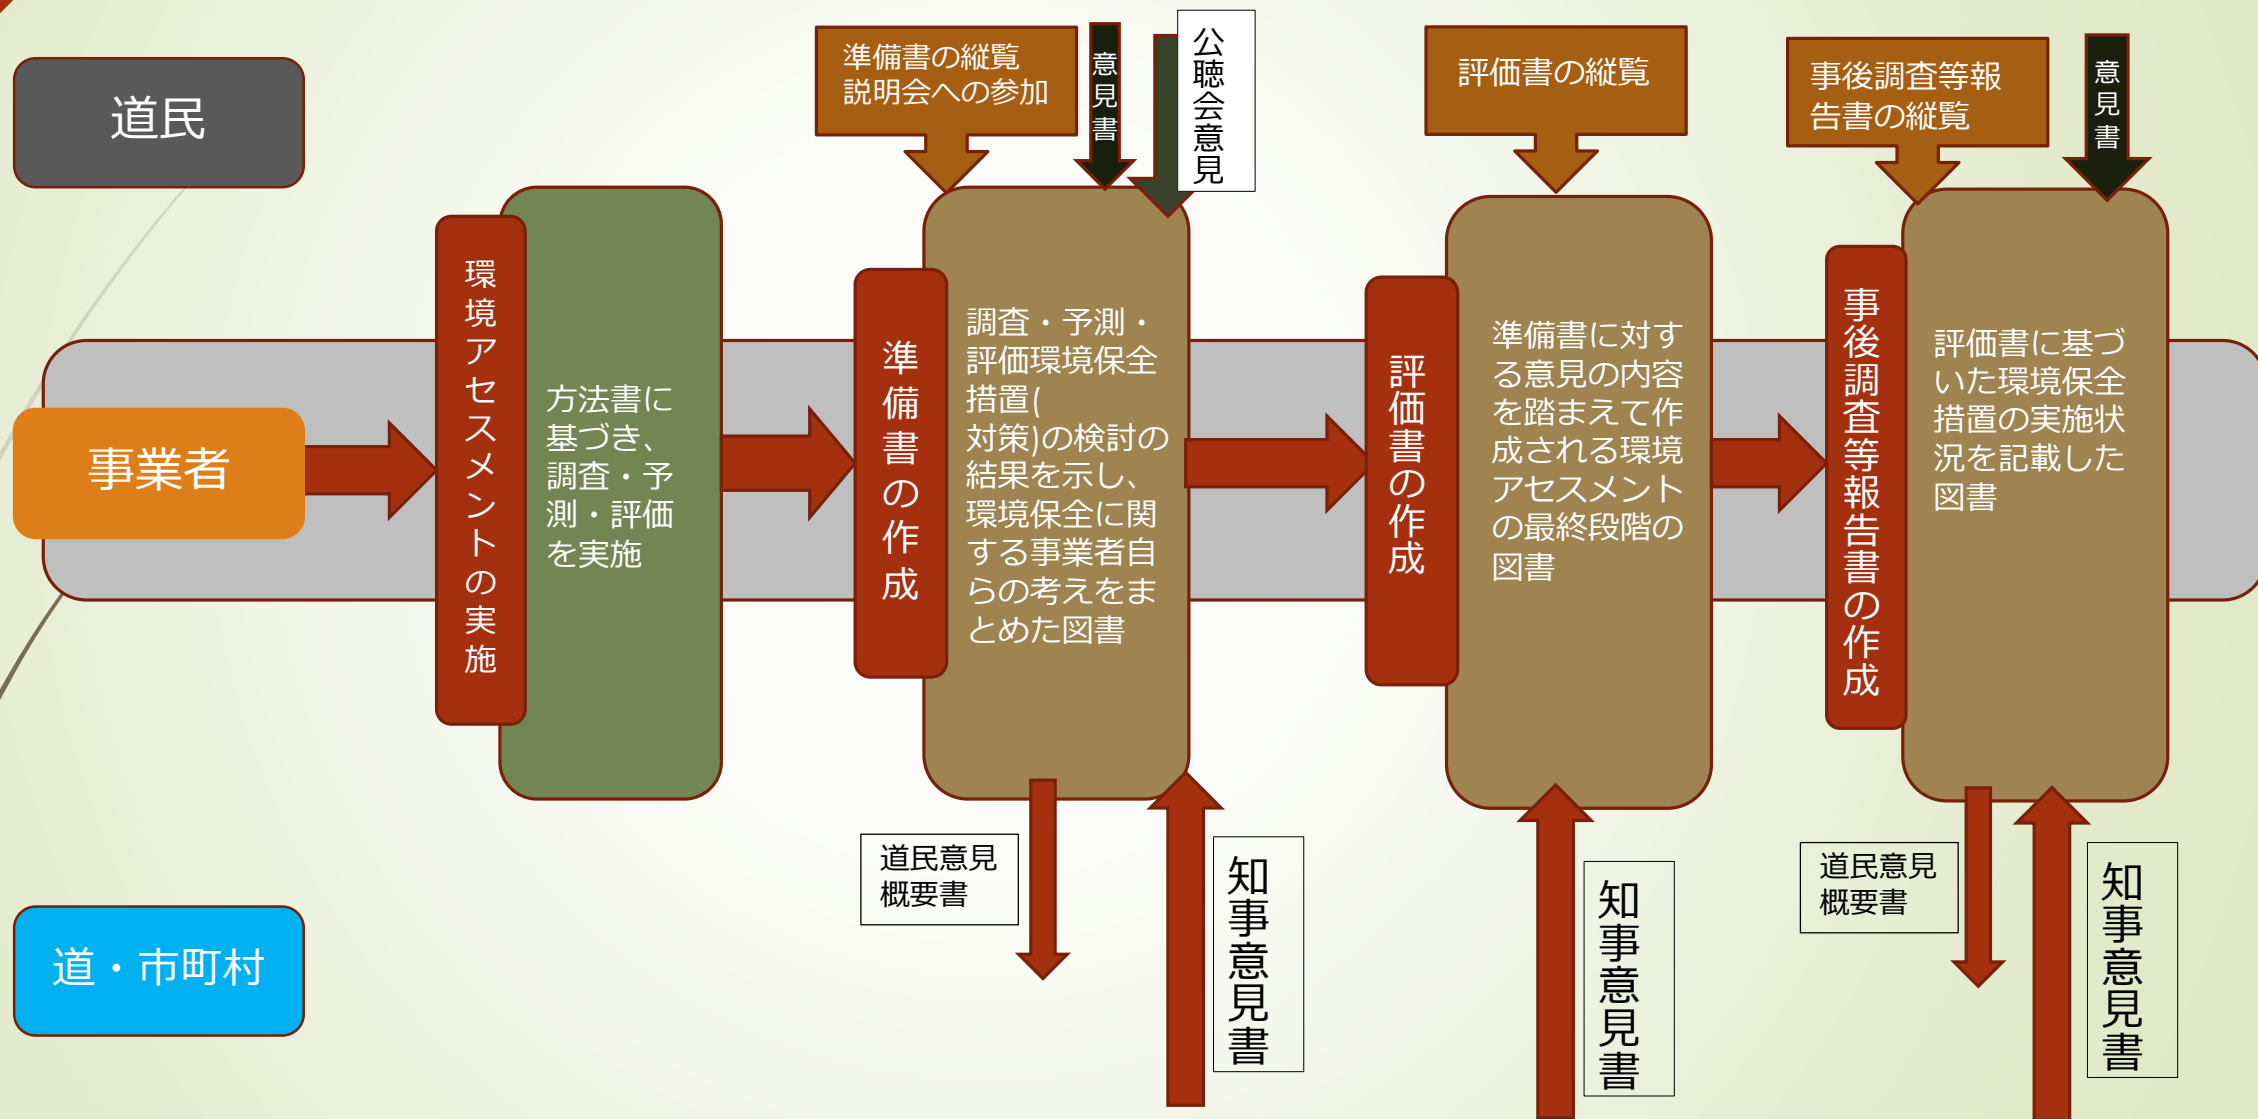 道民
準備書の縦覧
説明会への参加
意見書
公聴会意見
評価書の縦覧
事後調査等報
告書の縦覧
意見書
事業者
環境アセスメントの実施
方法書に
基づき、
調査・予
測・評価
を実施
準備書の作成
調査・予測・
評価環境保全
措置(
対策)の検討の
結果を示し、
環境保全に関
する事業者自
らの考えをま
とめた図書
評価書の作成
準備書に対す
る意見の内容
を踏まえて作
成される環境
アセスメント
の最終段階の
図書
事後調査等報告書の作成
評価書に基づ
いた環境保全
措置の実施状
況を記載した
図書
道・市町村
道民意見
概要書
知事意見書
知事意見書
道民意見
概要書
知事意見書